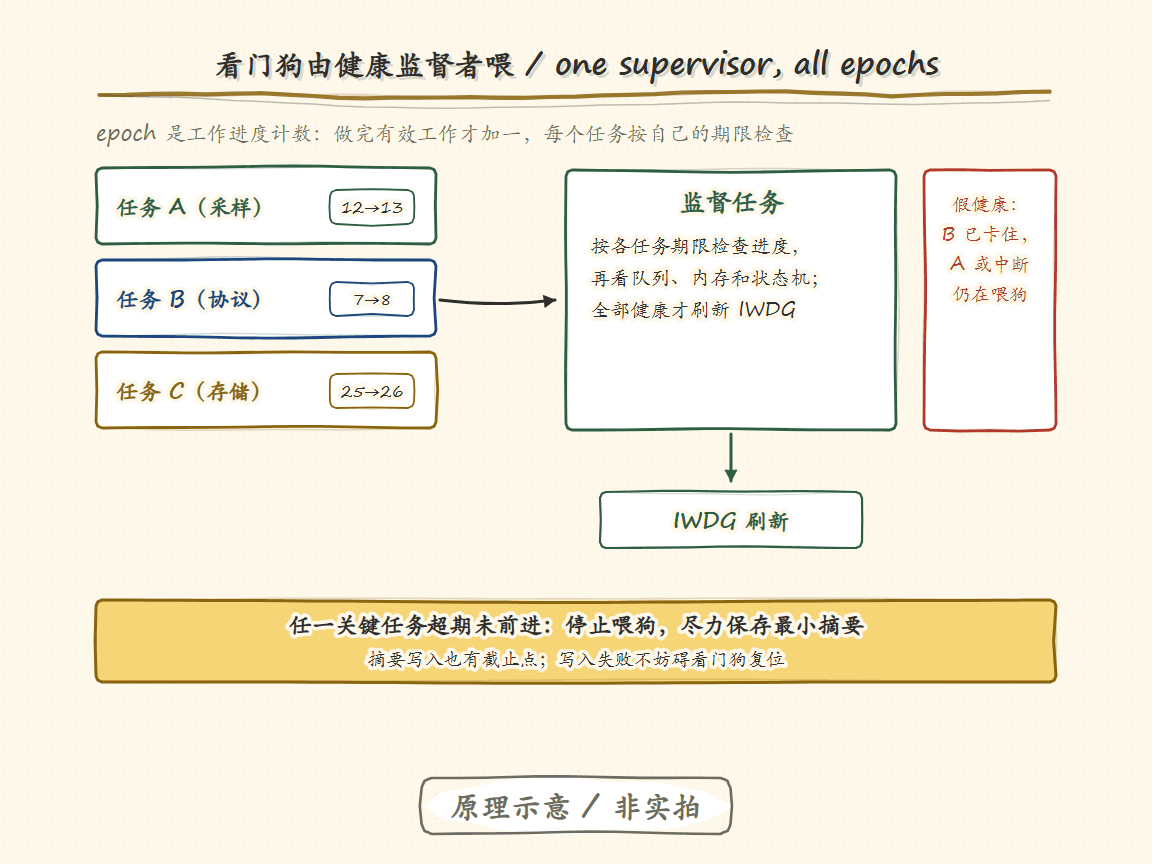 看门狗由健康监督者喂 / one supervisor, all epochs
epoch 是工作进度计数：做完有效工作才加一，每个任务按自己的期限检查
任务 A（采样）
12→13
任务 B（协议）
7→8
任务 C（存储）
25→26
监督任务
按各任务期限检查进度，
再看队列、内存和状态机；
全部健康才刷新 IWDG
假健康：
B 已卡住，
A 或中断
仍在喂狗
IWDG 刷新
任一关键任务超期未前进：停止喂狗，尽力保存最小摘要
摘要写入也有截止点；写入失败不妨碍看门狗复位
原理示意 / 非实拍